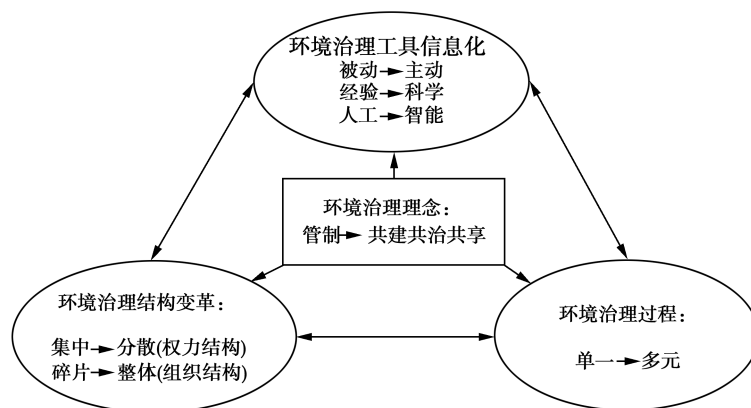 环境治理工具信息化
被动→主动
经验→科学
人工→智能
环境治理理念：
管制→共建共治共享
环境治理结构变革：
集中→分散(权力结构)
碎片→整体(组织结构)
环境治理过程：
单一→多元